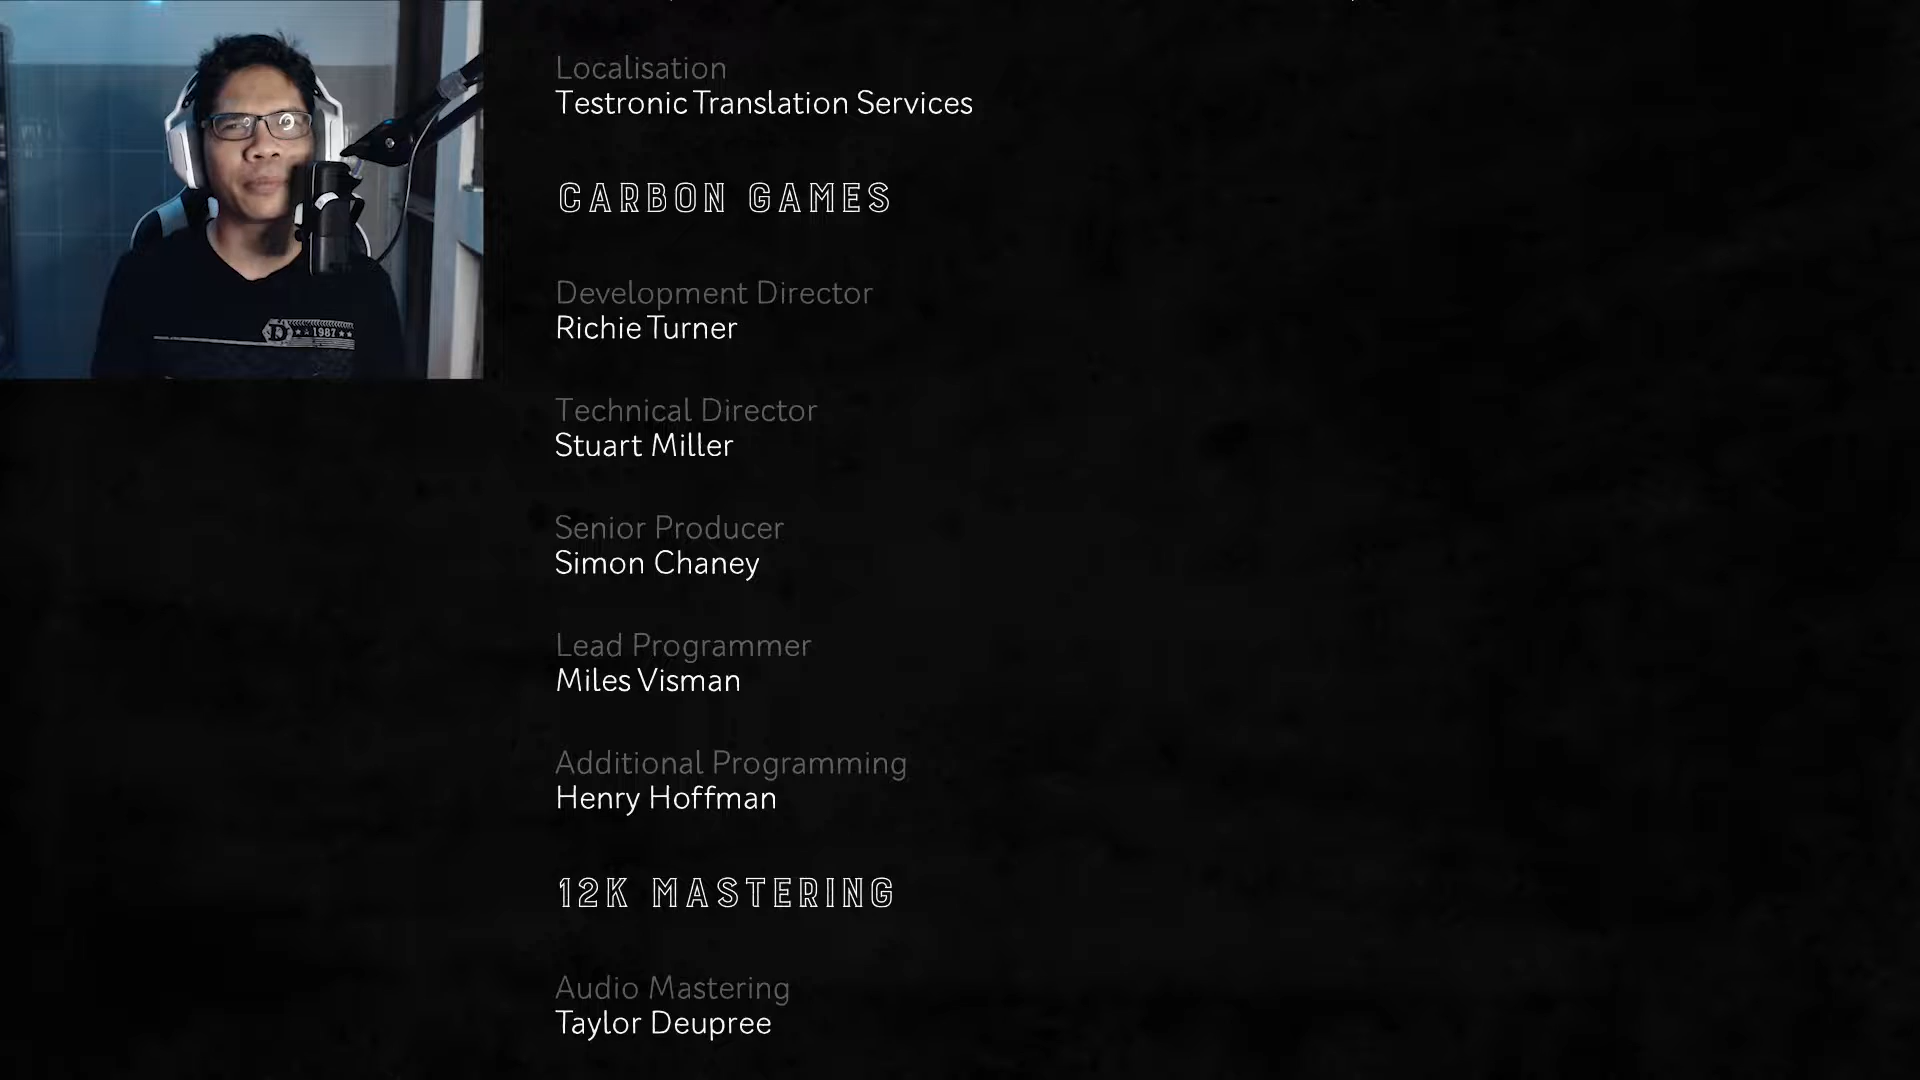 Localisation
Testronic Translation Services
CARBON GAMES
Development Director
Richie Turner
Technical Director
Stuart Miller
Senior Producer
Simon Chaney
Lead Programmer
Miles Visman
Additional Programming
Henry Hoffman
12K MASTERING
Audio Mastering
Taylor Deupree
D ★ ★ 1987 ★ ★